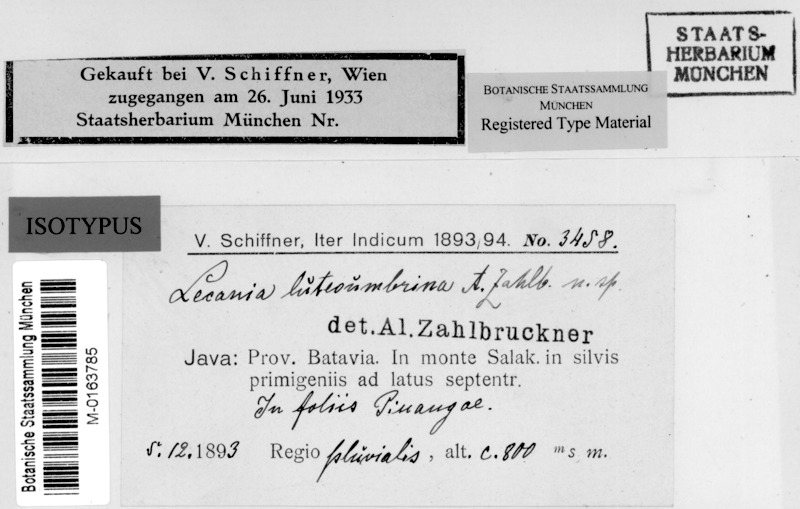 STAATS-
HERBARIUM
MÜNCHEN
Gekauft bei V. Schiffner, Wien
zugegangen am 26. Juni 1933
Staatsherbarium München Nr.
BOTANISCHE STAATSSAMMLUNG
MÜNCHEN
Registered Type Material
ISOTYPUS
Botanische Staatssammlung München
M-0163785
V. Schiffner, Iter Indicum 1893/94. No. 3458.
Lecania luteoumbrina A. Zahlb. n. sp.
det. Al. Zahlbruckner
Java: Prov. Batavia. In monte Salak. in silvis
primigeniis ad latus septentr.
In foliis Pinangae.
5. 12. 1893 Regio pluvialis, alt. c. 800 ms m.